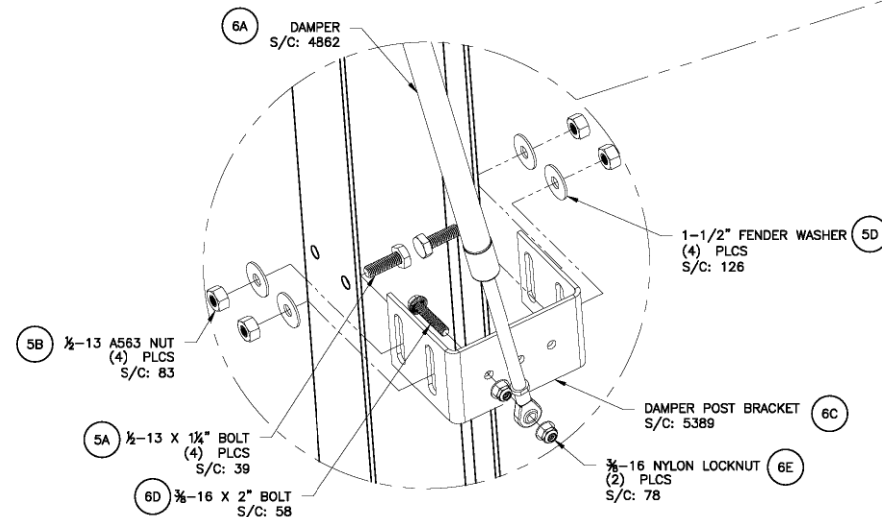 6A DAMPER
S/C: 4862
1-1/2" FENDER WASHER 5D
(4) PLCS
S/C: 126
5B ½-13 A563 NUT
(4) PLCS
S/C: 83
DAMPER POST BRACKET 6C
S/C: 5389
5A ½-13 X 1¼" BOLT
(4) PLCS
S/C: 39
⅜-16 NYLON LOCKNUT 6E
(2) PLCS
S/C: 78
6D ⅜-16 X 2" BOLT
S/C: 58